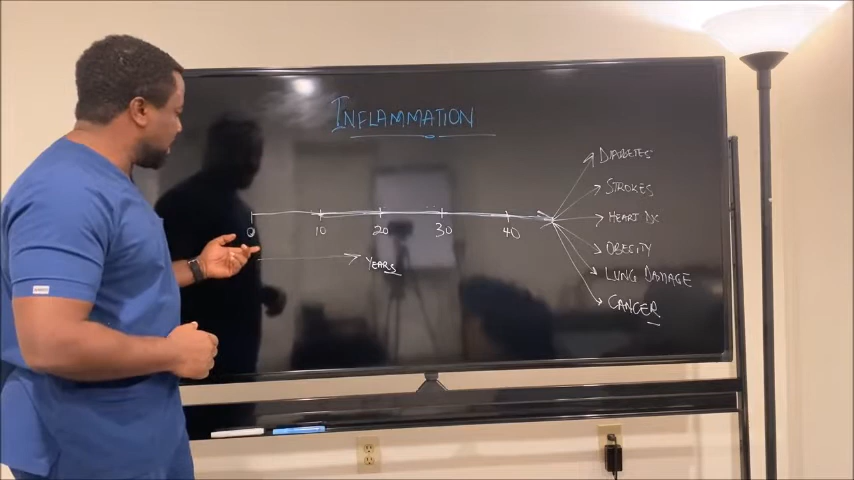 INFLAMMATION
0 10 20 30 40
YEARS
DIABETES
STROKES
HEART DX
OBESITY
LUNG DAMAGE
CANCER